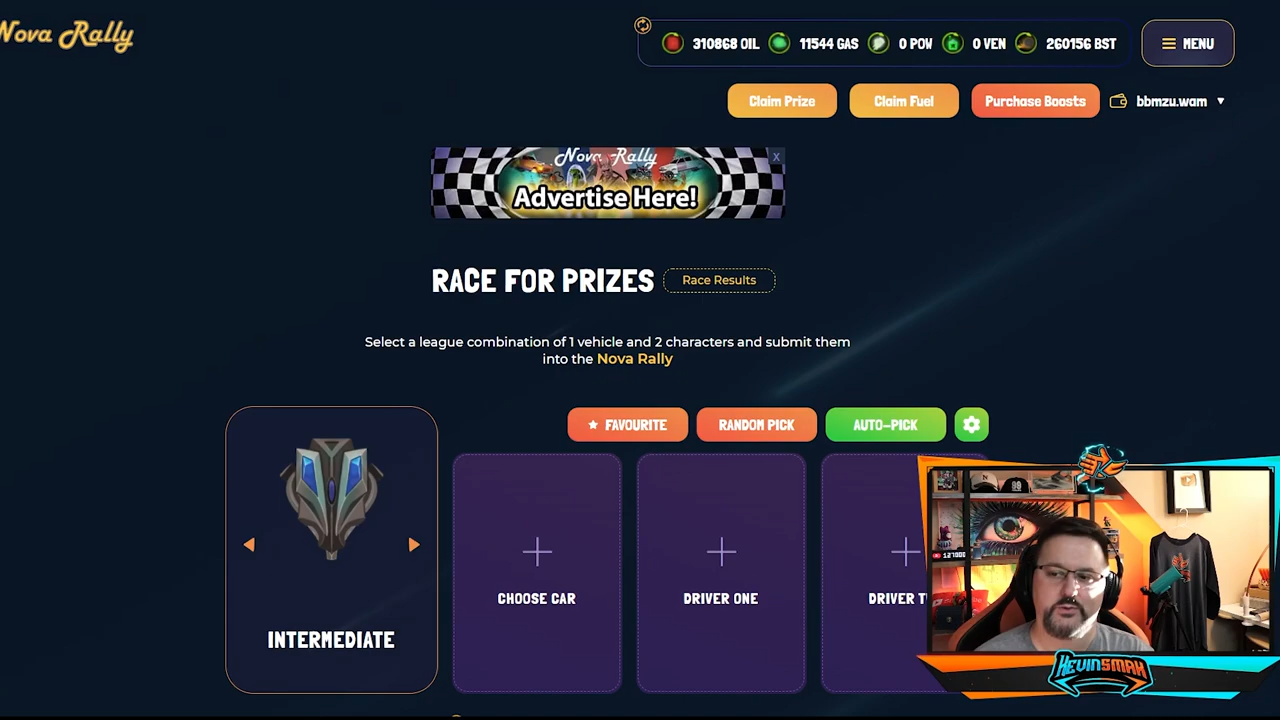 Nova Rally
310868 OIL 11544 GAS 0 POW 0 VEN 260156 BST
MENU
Claim Prize Claim Fuel Purchase Boosts bbmzu.wam
Nova Rally
X
Advertise Here!
RACE FOR PRIZES Race Results
Select a league combination of 1 vehicle and 2 characters and submit them
into the Nova Rally
FAVOURITE RANDOM PICK AUTO-PICK
CHOOSE CAR DRIVER ONE DRIVER T
INTERMEDIATE
KEVINSMAK